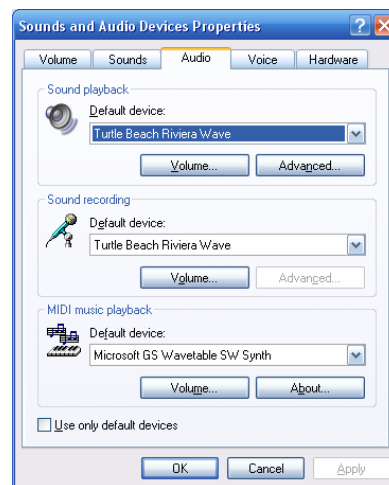 Sounds and Audio Devices Properties
Volume Sounds Audio Voice Hardware
Sound playback
Default device:
Turtle Beach Riviera Wave
Volume... Advanced...
Sound recording
Default device:
Turtle Beach Riviera Wave
Volume... Advanced...
MIDI music playback
Default device:
Microsoft GS Wavetable SW Synth
Volume... About...
Use only default devices
OK Cancel Apply